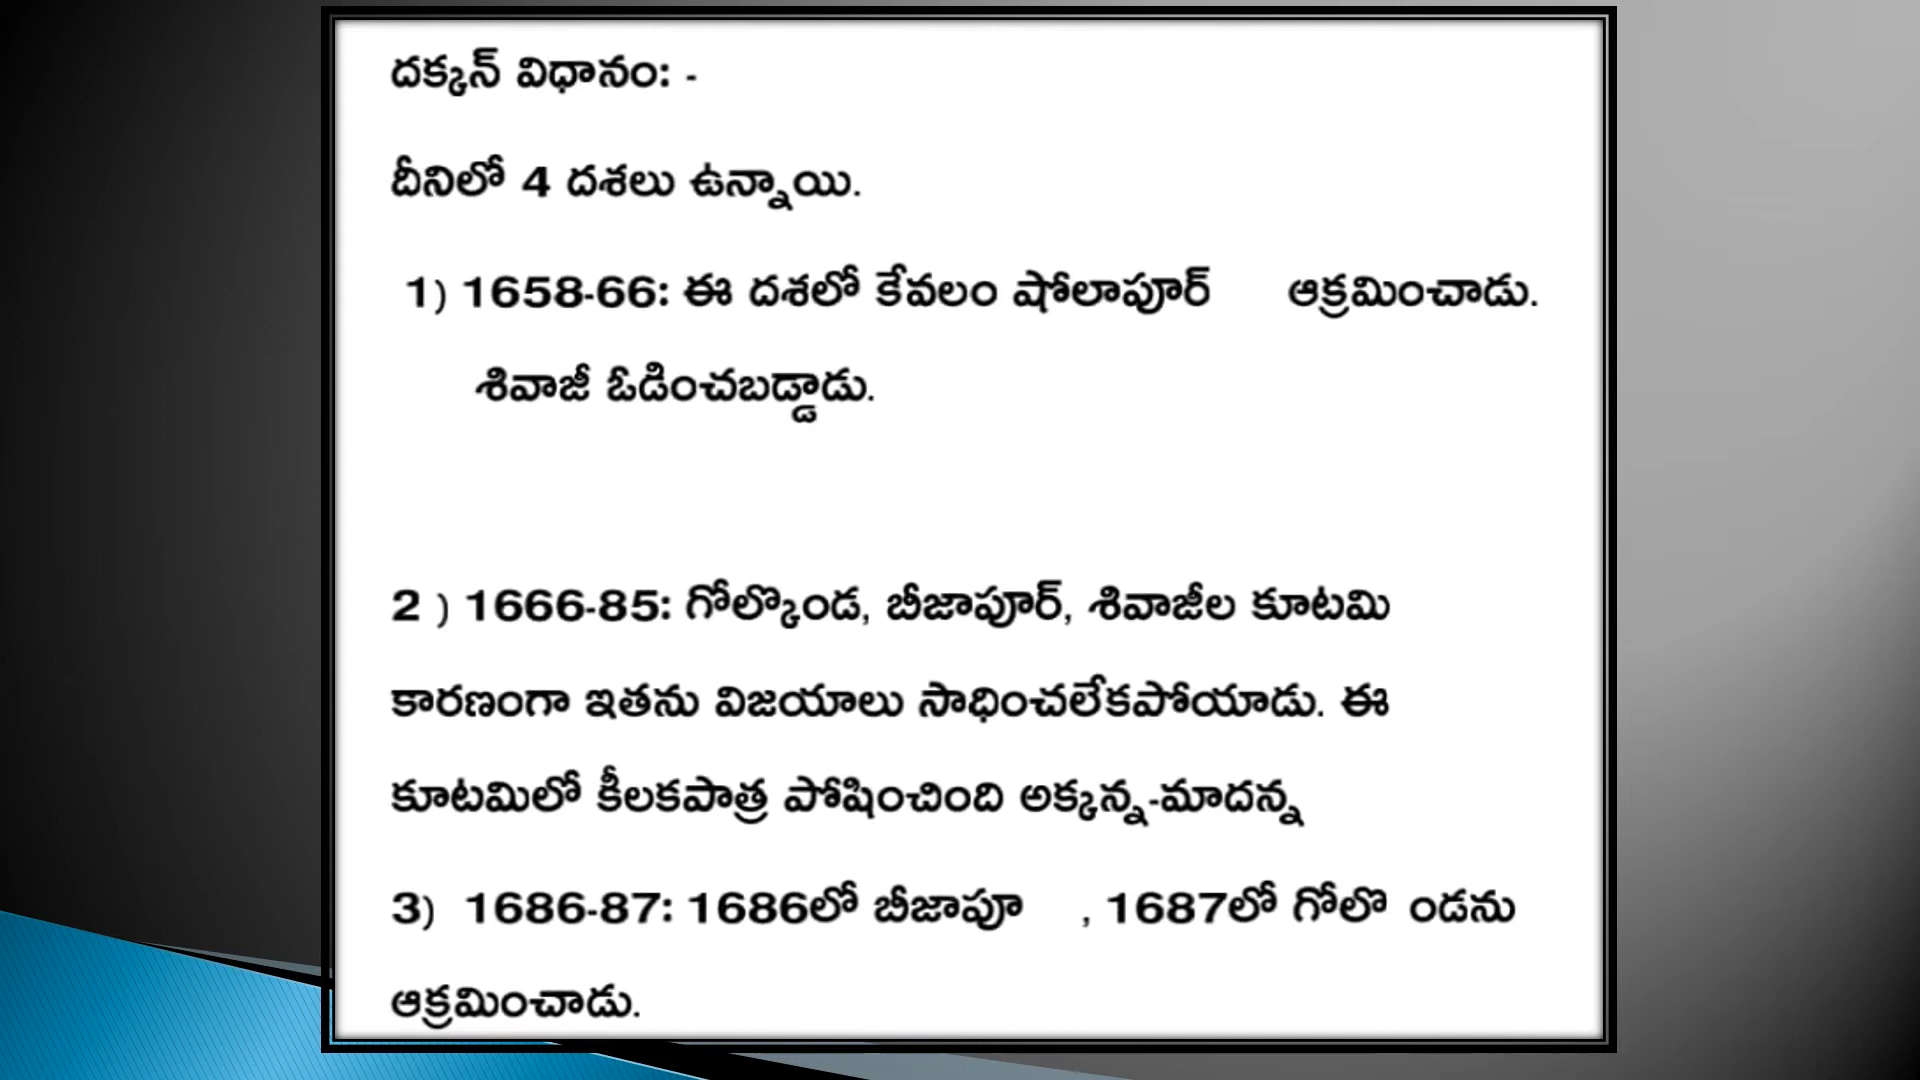 దక్కన్ విధానం: -
దీనిలో 4 దశలు ఉన్నాయి.
1) 1658-66: ఈ దశలో కేవలం షోలాపూర్ ఆక్రమించాడు.
శివాజీ ఓడించబడ్డాడు.
2 ) 1666-85: గోల్కొండ, బీజాపూర్, శివాజీల కూటమి
కారణంగా ఇతను విజయాలు సాధించలేకపోయాడు. ఈ
కూటమిలో కీలకపాత్ర పోషించింది అక్కన్న-మాదన్న
3) 1686-87: 1686లో బీజాపూ , 1687లో గోలొ ండను
ఆక్రమించాడు.